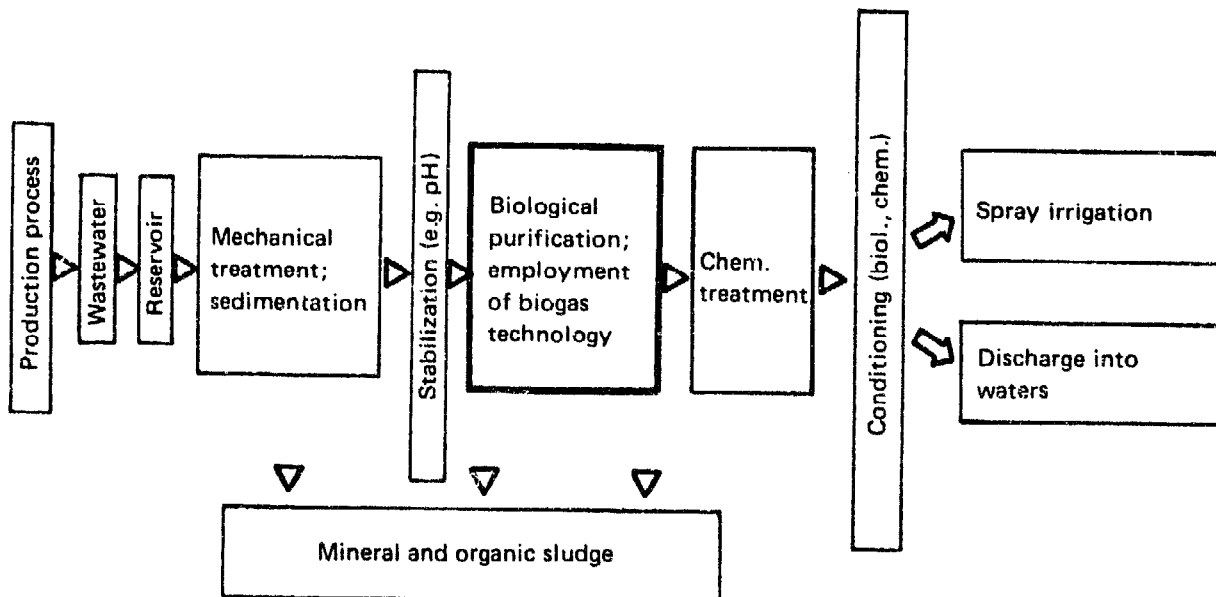 Production process
Wastewater
Reservoir
Mechanical
treatment;
sedimentation
Stabilization (e.g. pH)
Biological
purification;
employment
of biogas
technology
Chem.
treatment
Conditioning (biol., chem.)
Spray irrigation
Discharge into
waters
Mineral and organic sludge